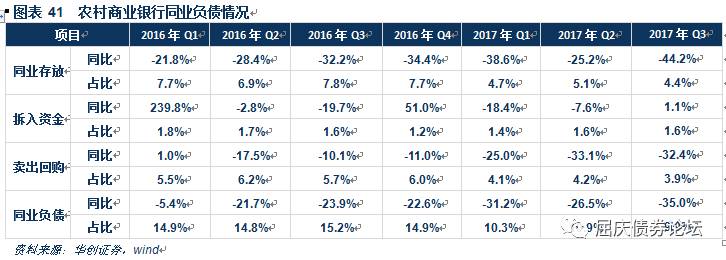 图表 41 农村商业银行同业负债情况
项目 2016 年 Q1 2016 年 Q2 2016 年 Q3 2016 年 Q4 2017 年 Q1 2017 年 Q2 2017 年 Q3
同业存放 同比 -21.8% -28.4% -32.2% -34.4% -38.6% -25.2% -44.2%
占比 7.7% 6.9% 7.8% 7.7% 4.7% 5.1% 4.4%
拆入资金 同比 239.8% -2.8% -19.7% 51.0% -18.4% -7.6% 1.1%
占比 1.8% 1.7% 1.6% 1.2% 1.4% 1.6% 1.6%
卖出回购 同比 1.0% -17.5% -10.1% -11.0% -25.0% -33.1% -32.4%
占比 5.5% 6.2% 5.7% 6.0% 4.1% 4.2% 3.9%
同业负债 同比 -5.4% -21.7% -23.9% -22.6% -31.2% -26.5% -35.0%
占比 14.9% 14.8% 15.2% 14.9% 10.3%
屈庆债券论坛
资料来源：华创证券，wind